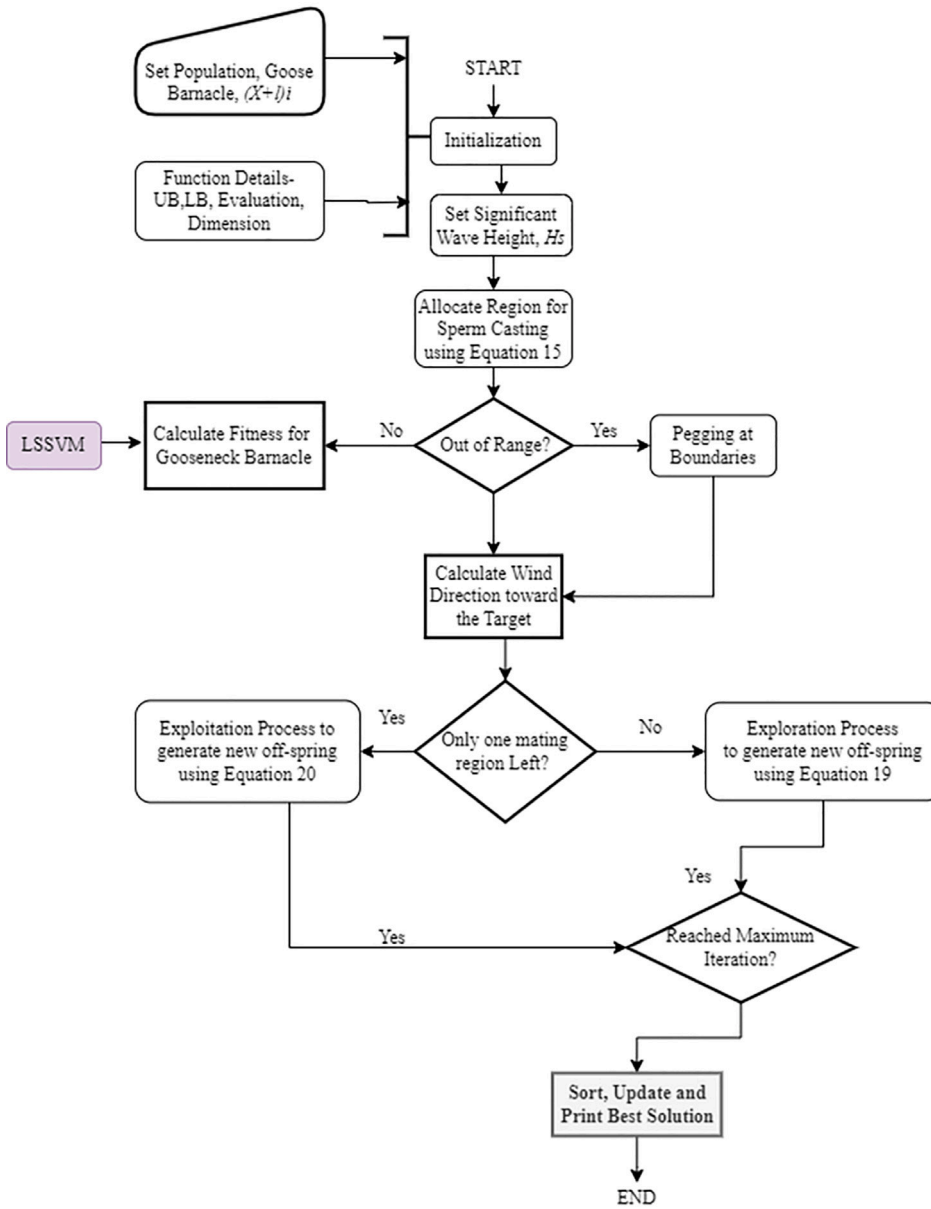 Set Population, Goose
Barnacle, (X+l)i
START
Initialization
Function Details-
UB,LB, Evaluation,
Dimension
Set Significant
Wave Height, Hs
Allocate Region for
Sperm Casting
using Equation 15
LSSVM
Calculate Fitness for
Gooseneck Barnacle
No
Out of Range?
Yes
Pegging at
Boundaries
Calculate Wind
Direction toward
the Target
Exploitation Process to
generate new off-spring
using Equation 20
Yes
Only one mating
region Left?
No
Exploration Process
to generate new off-spring
using Equation 19
Yes
Yes
Reached Maximum
Iteration?
Sort, Update and
Print Best Solution
END